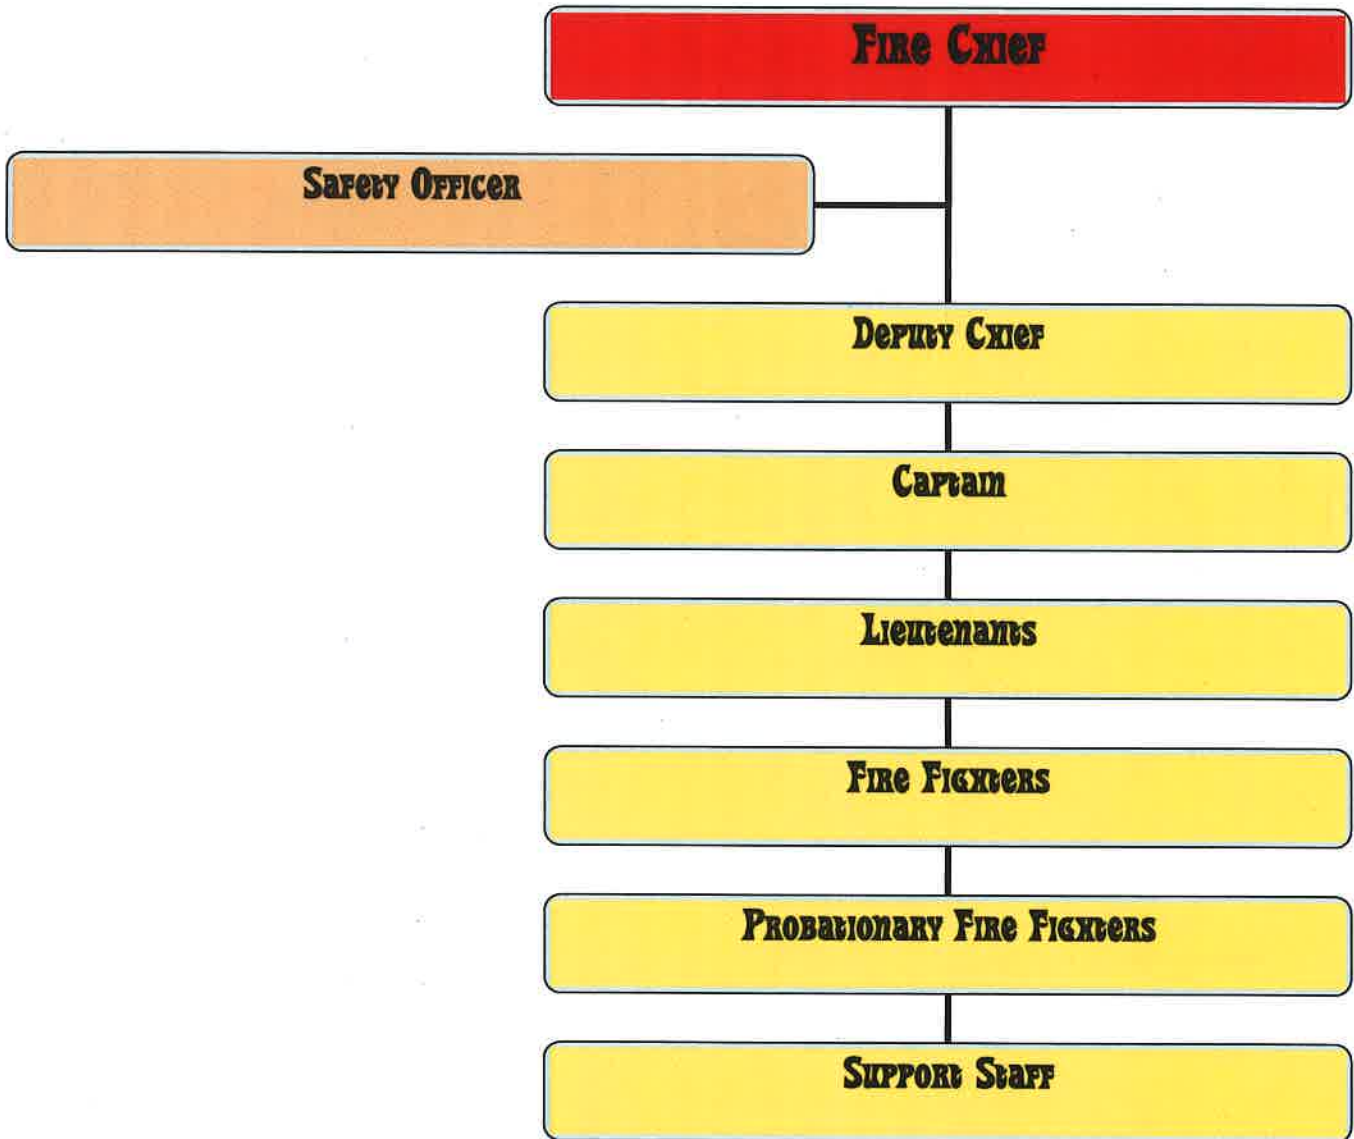 Fire Chief
Safety Officer
Deputy Chief
Captain
Lieutenants
Fire Fighters
Probationary Fire Fighters
Support Staff